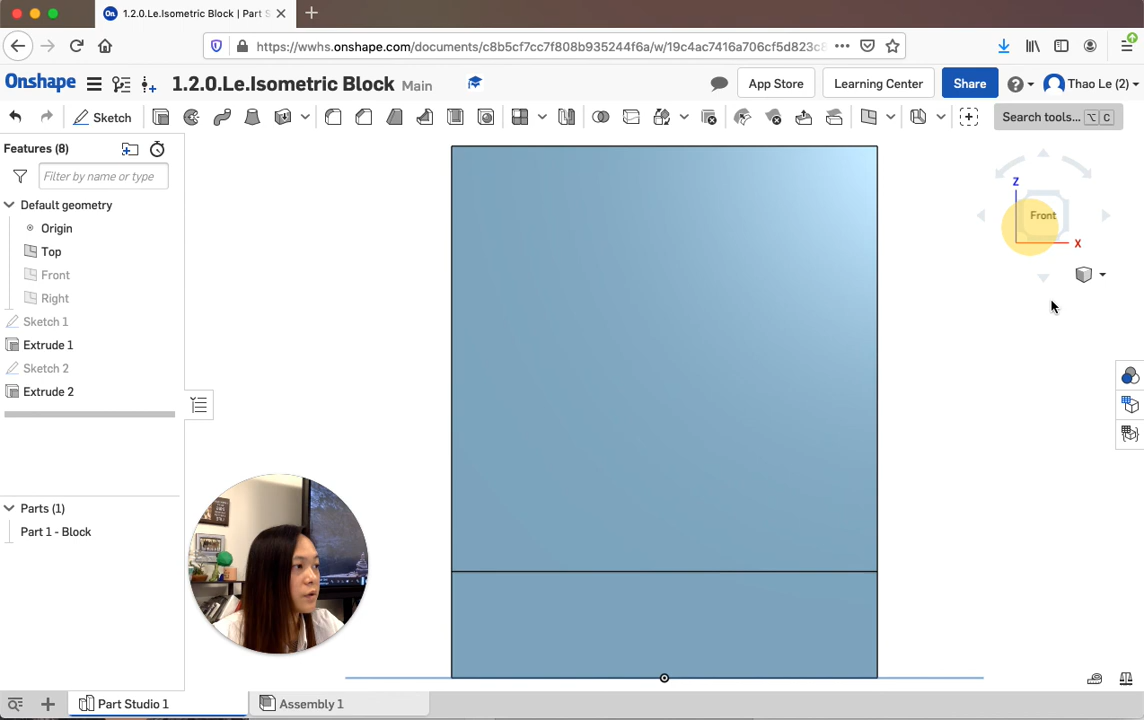 1.2.0.Le.Isometric Block | Part S
https://wwhs.onshape.com/documents/c8b5cf7cc7f808b935244f6a/w/19c4ac7416a706cf5d823c8
Onshape
1.2.0.Le.Isometric Block Main
App Store
Learning Center
Share
Thao Le (2)
Sketch
Search tools... ⌥ C
Features (8)
Filter by name or type
Default geometry
Origin
Top
Front
Right
Sketch 1
Extrude 1
Sketch 2
Extrude 2
Parts (1)
Part 1 - Block
Z
Front
X
Part Studio 1
Assembly 1